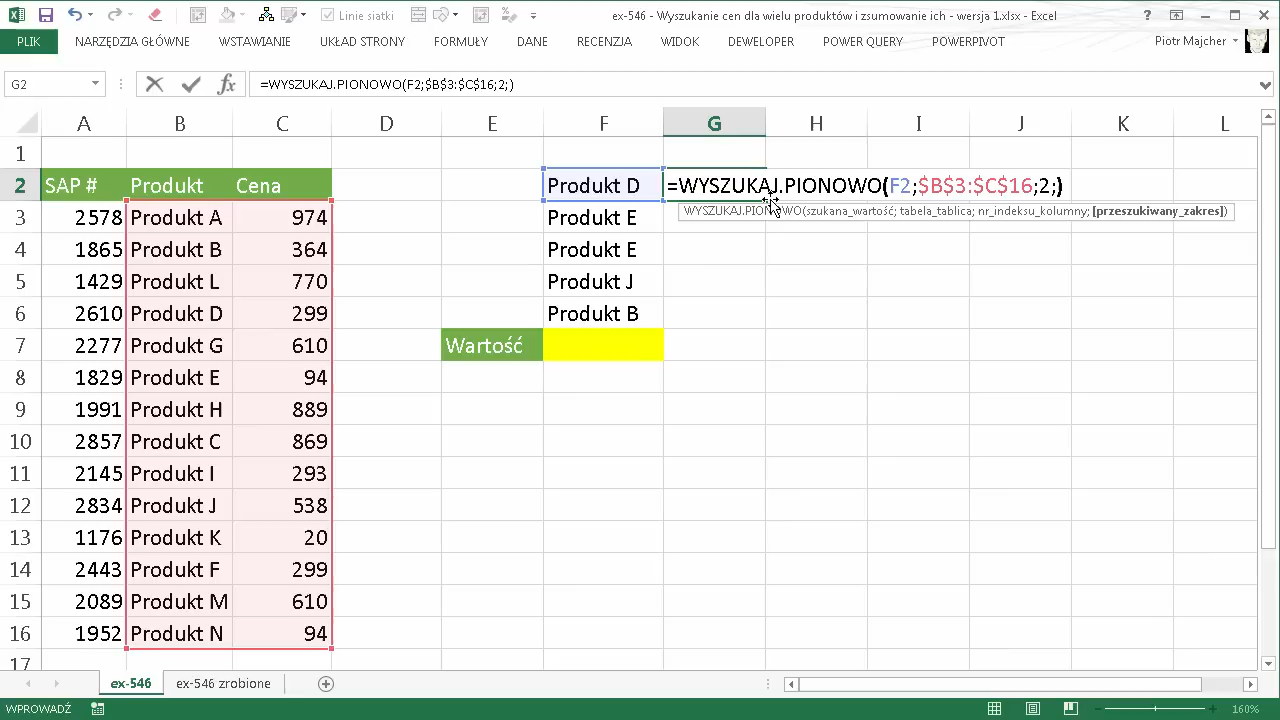 ex-546 - Wyszukanie cen dla wielu produktów i zsumowanie ich - wersja 1.xlsx - Excel
Linie siatki
PLIK NARZĘDZIA GŁÓWNE WSTAWIANIE UKŁAD STRONY FORMUŁY DANE RECENZJA WIDOK DEVELOPER POWER QUERY POWERPIVOT Piotr Majcher
G2 =WYSZUKAJ.PIONOWO(F2;$B$3:$C$16;2;)
A B C D E F G H I J K L
1
2 SAP # Produkt Cena Produkt D =WYSZUKAJ.PIONOWO(F2;$B$3:$C$16;2;)
WYSZUKAJ.PIONOWO(szukana_wartość; tabela_tablica; nr_indeksu_kolumny; [przeszukiwany_zakres])
3 2578 Produkt A 974 Produkt E
4 1865 Produkt B 364 Produkt E
5 1429 Produkt L 770 Produkt J
6 2610 Produkt D 299 Produkt B
7 2277 Produkt G 610 Wartość
8 1829 Produkt E 94
9 1991 Produkt H 889
10 2857 Produkt C 869
11 2145 Produkt I 293
12 2834 Produkt J 538
13 1176 Produkt K 20
14 2443 Produkt F 299
15 2089 Produkt M 610
16 1952 Produkt N 94
17
ex-546 ex-546 zrobione
WPROWADŹ 160%